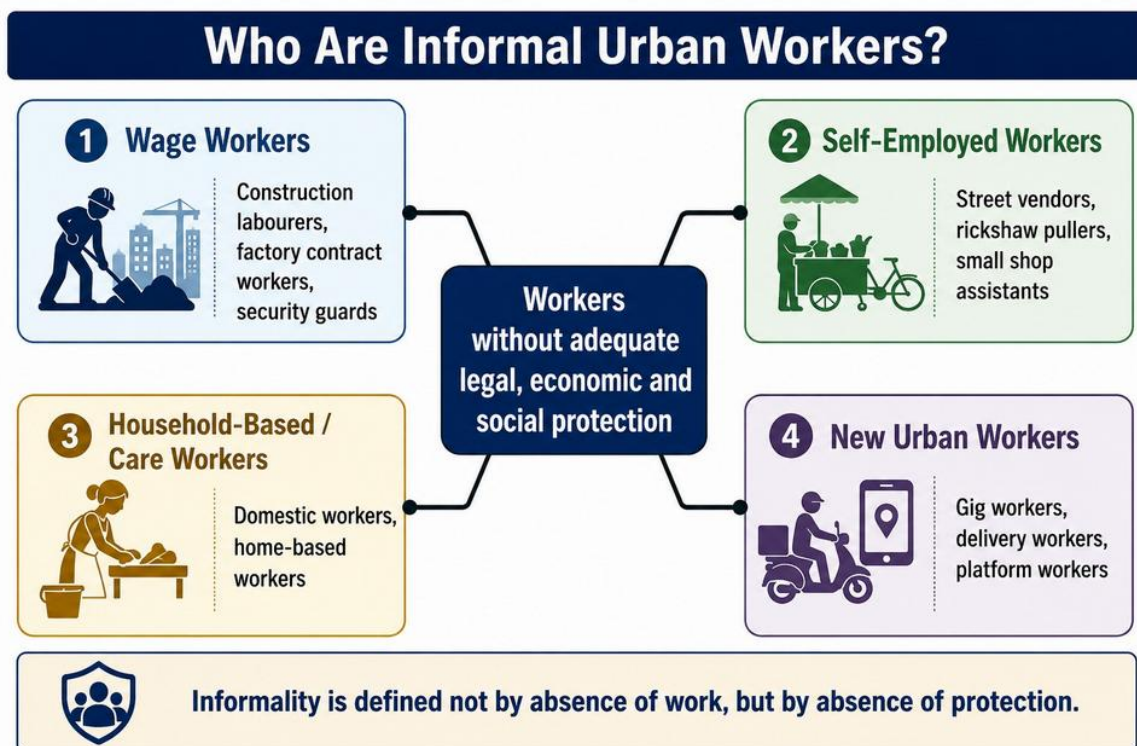 Who Are Informal Urban Workers?
1 Wage Workers
Construction
labourers,
factory contract
workers,
security guards
2 Self-Employed Workers
Street vendors,
rickshaw pullers,
small shop
assistants
Workers
without adequate
legal, economic and
social protection
3 Household-Based /
Care Workers
Domestic workers,
home-based
workers
4 New Urban Workers
Gig workers,
delivery workers,
platform workers
Informality is defined not by absence of work, but by absence of protection.